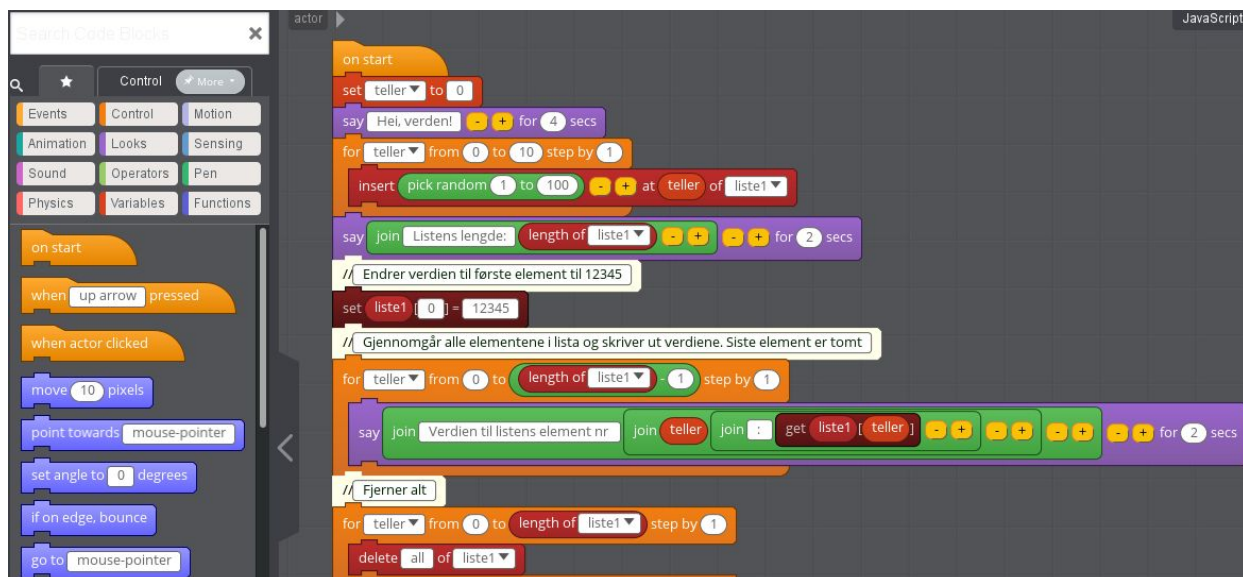 actor
JavaScript
Search Code Blocks
Control More
Events Control Motion
Animation Looks Sensing
Sound Operators Pen
Physics Variables Functions
on start
when up arrow pressed
when actor clicked
move 10 pixels
point towards mouse-pointer
set angle to 0 degrees
if on edge, bounce
go to mouse-pointer
on start
set teller to 0
say Hei, verden! - + for 4 secs
for teller from 0 to 10 step by 1
insert pick random 1 to 100 - + at teller of liste1
say join Listens lengde: length of liste1 - + - + for 2 secs
// Endrer verdien til første element til 12345
set liste1 [ 0 ] = 12345
// Gjennomgår alle elementene i lista og skriver ut verdiene. Siste element er tomt
for teller from 0 to length of liste1 - 1 step by 1
say join Verdien til listens element nr join teller join : get liste1 [ teller ] - + - + - + - + for 2 secs
// Fjerner alt
for teller from 0 to length of liste1 step by 1
delete all of liste1